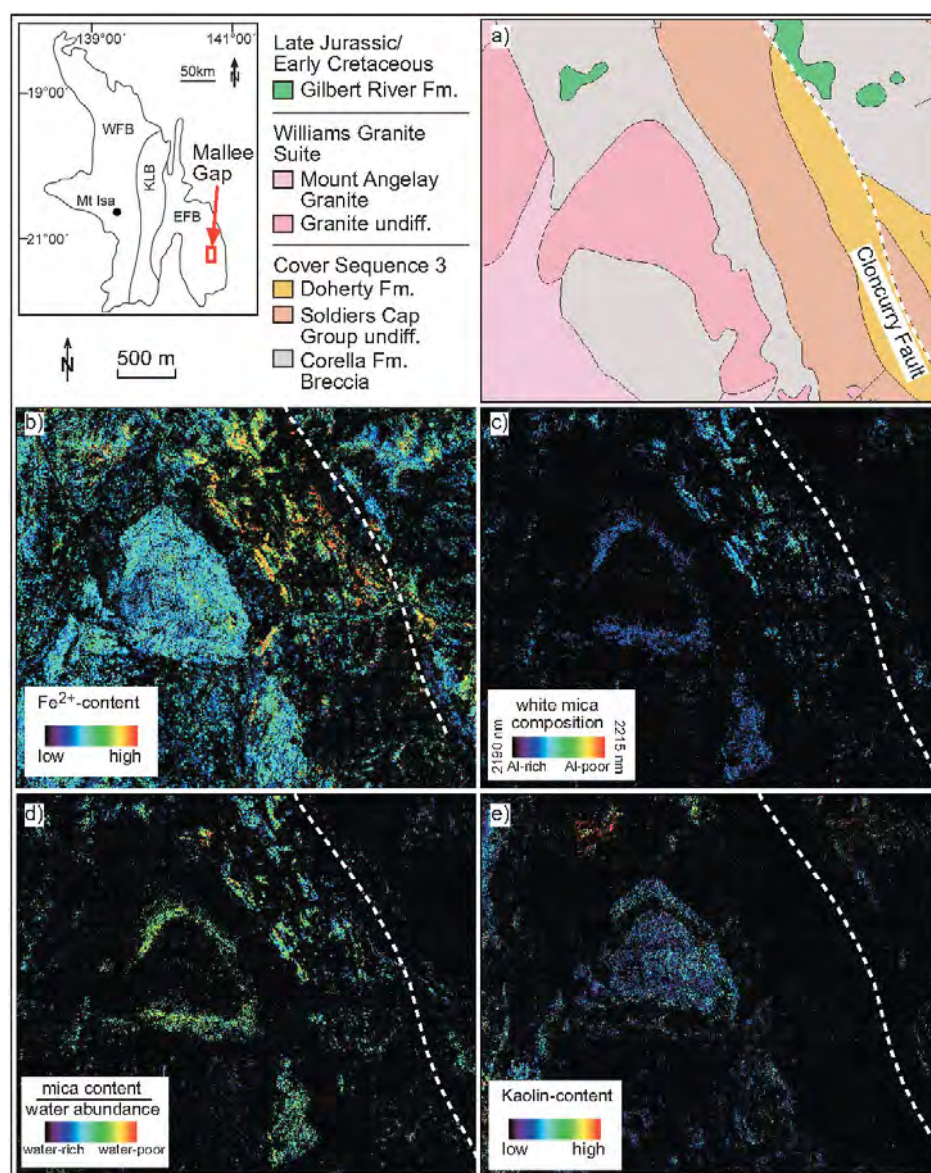 139°00'
141°00'
50km
N
19°00'
WFB
KLB
Mallee
Gap
Mt Isa
EFB
21°00'
N
500 m
Late Jurassic/
Early Cretaceous
Gilbert River Fm.
Williams Granite
Suite
Mount Angelay
Granite
Granite undiff.
Cover Sequence 3
Doherty Fm.
Soldiers Cap
Group undiff.
Corella Fm.
Breccia
a)
Cloncurry Fault
b)
Fe2+-content
low high
c)
white mica
composition
2190 nm
2215 nm
Al-rich Al-poor
d)
mica content
water abundance
water-rich water-poor
e)
Kaolin-content
low high